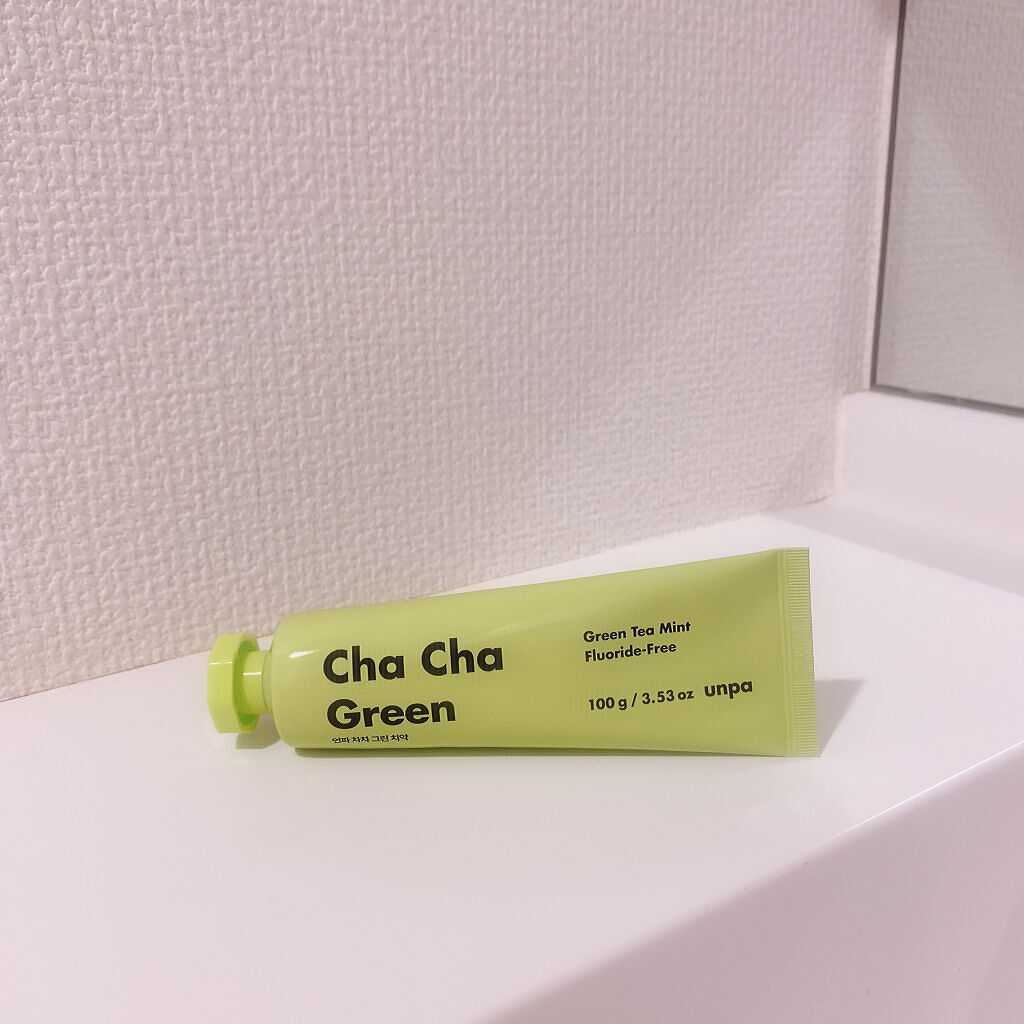 Cha Cha
Green
언파 차차 그린 치약
Green Tea Mint
Fluoride-Free
100 g / 3.53 oz unpa